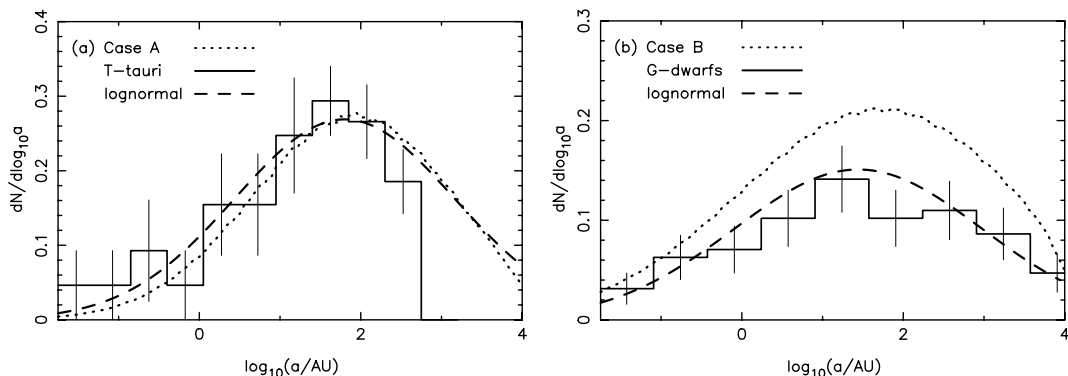 (a) Case A
T-tauri
lognormal
dN/dlog10a
0
0.1
0.2
0.3
0.4
0
2
4
log10(a/AU)
(b) Case B
G-dwarfs
lognormal
dN/dlog10a
0
0.1
0.2
0.3
0
2
4
log10(a/AU)